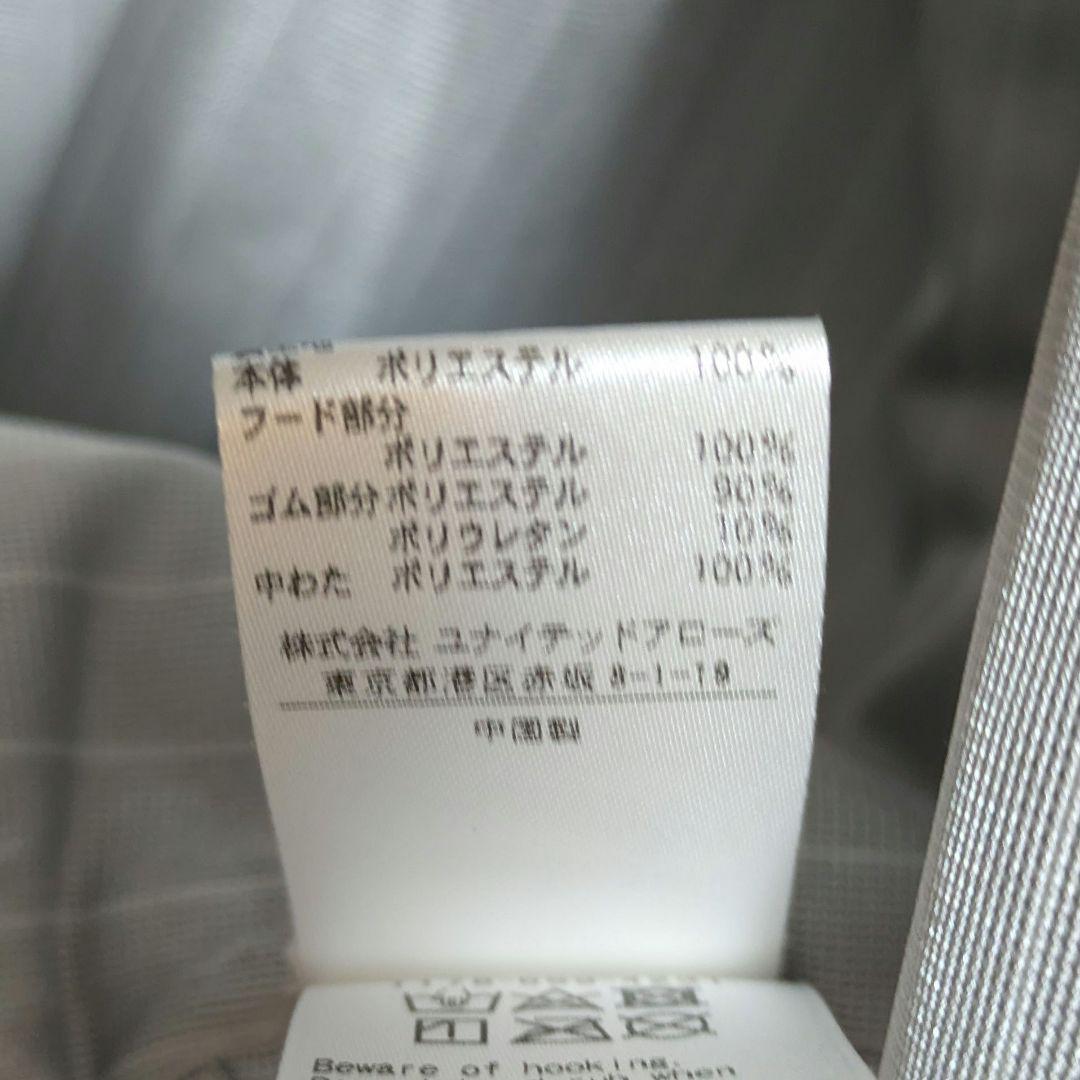 本体 ポリエステル 100%
フード部分
ポリエステル 100%
ゴム部分 ポリエステル 90%
ポリウレタン 10%
中わた ポリエステル 100%
株式会社 ユナイテッドアローズ
東京都港区赤坂 8-1-19
中国製
Beware of hooking.
when